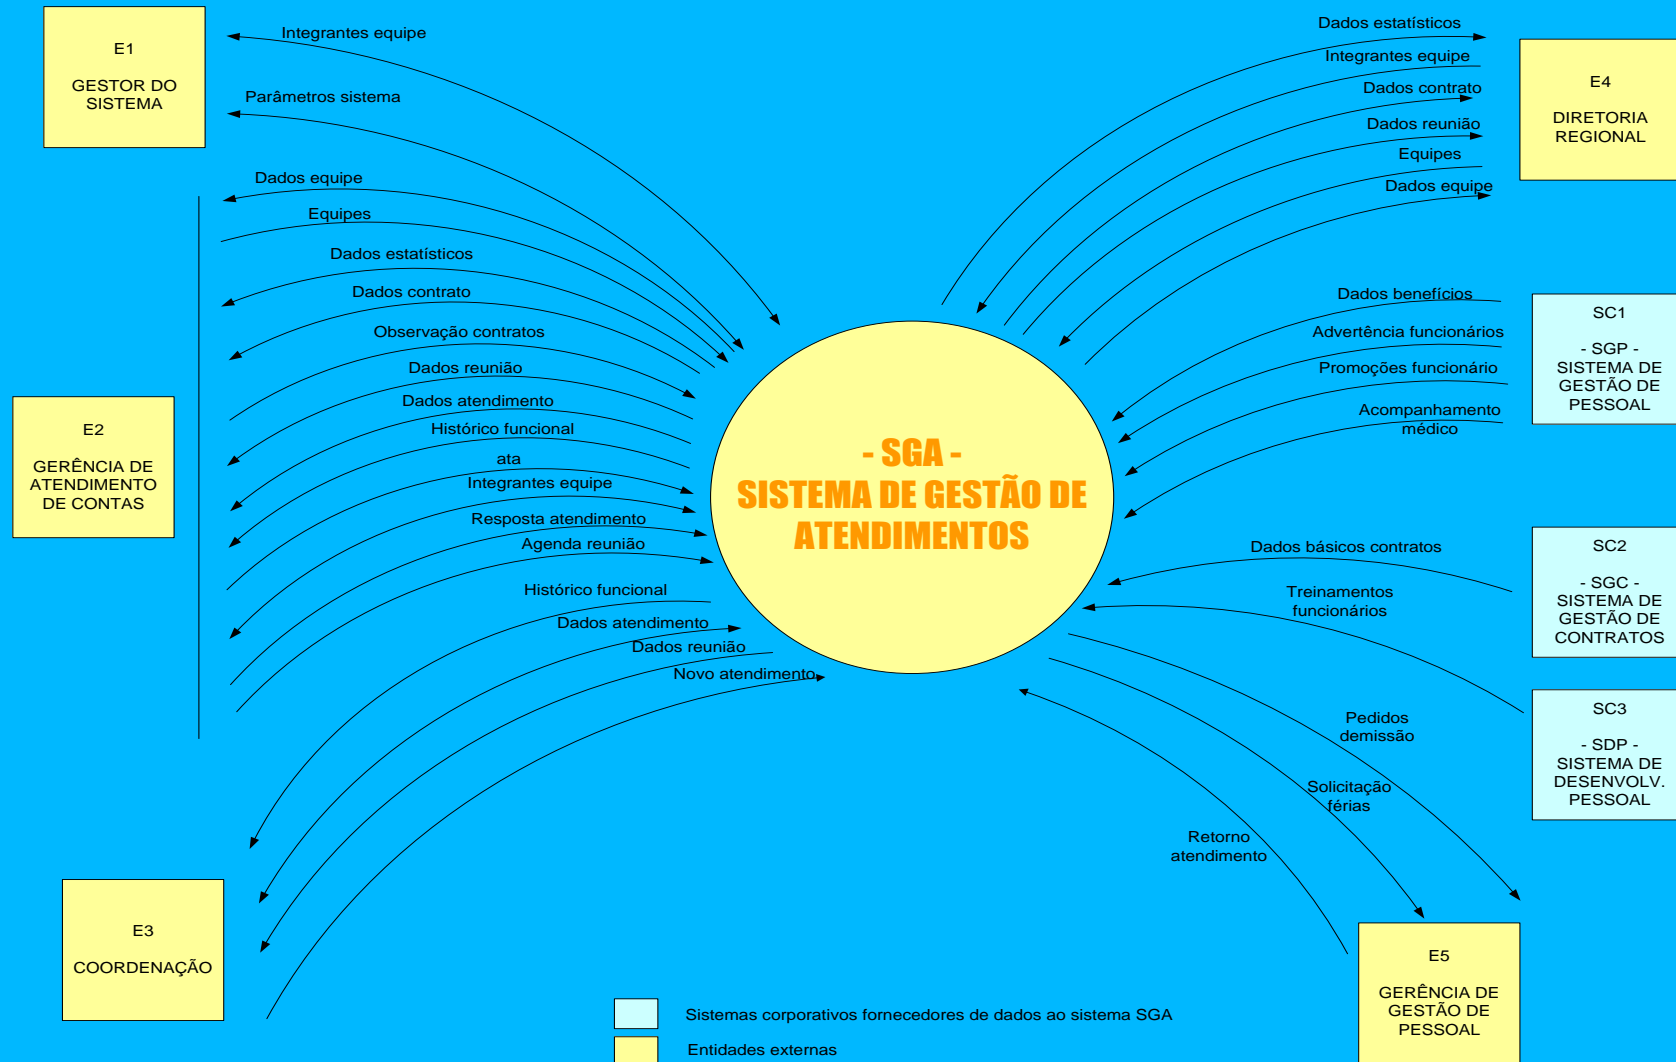 E1
GESTOR DO
SISTEMA
Integrantes equipe
Parâmetros sistema
Dados equipe
Equipes
Dados estatísticos
Dados contrato
Observação contratos
Dados reunião
Dados atendimento
Histórico funcional
ata
Integrantes equipe
Resposta atendimento
Agenda reunião
E2
GERÊNCIA DE
ATENDIMENTO
DE CONTAS
Histórico funcional
Dados atendimento
Dados reunião
Novo atendimento
E3
COORDENAÇÃO
- SGA -
SISTEMA DE GESTÃO DE
ATENDIMENTOS
Dados estatísticos
Integrantes equipe
Dados contrato
Dados reunião
Equipes
Dados equipe
E4
DIRETORIA
REGIONAL
Dados benefícios
Advertência funcionários
Promoções funcionário
Acompanhamento
médico
SC1
- SGP -
SISTEMA DE
GESTÃO DE
PESSOAL
Dados básicos contratos
SC2
- SGC -
SISTEMA DE
GESTÃO DE
CONTRATOS
Treinamentos
funcionários
SC3
- SDP -
SISTEMA DE
DESENVOLV.
PESSOAL
Pedidos
demissão
Solicitação
férias
Retorno
atendimento
E5
GERÊNCIA DE
GESTÃO DE
PESSOAL
Sistemas corporativos fornecedores de dados ao sistema SGA
Entidades externas